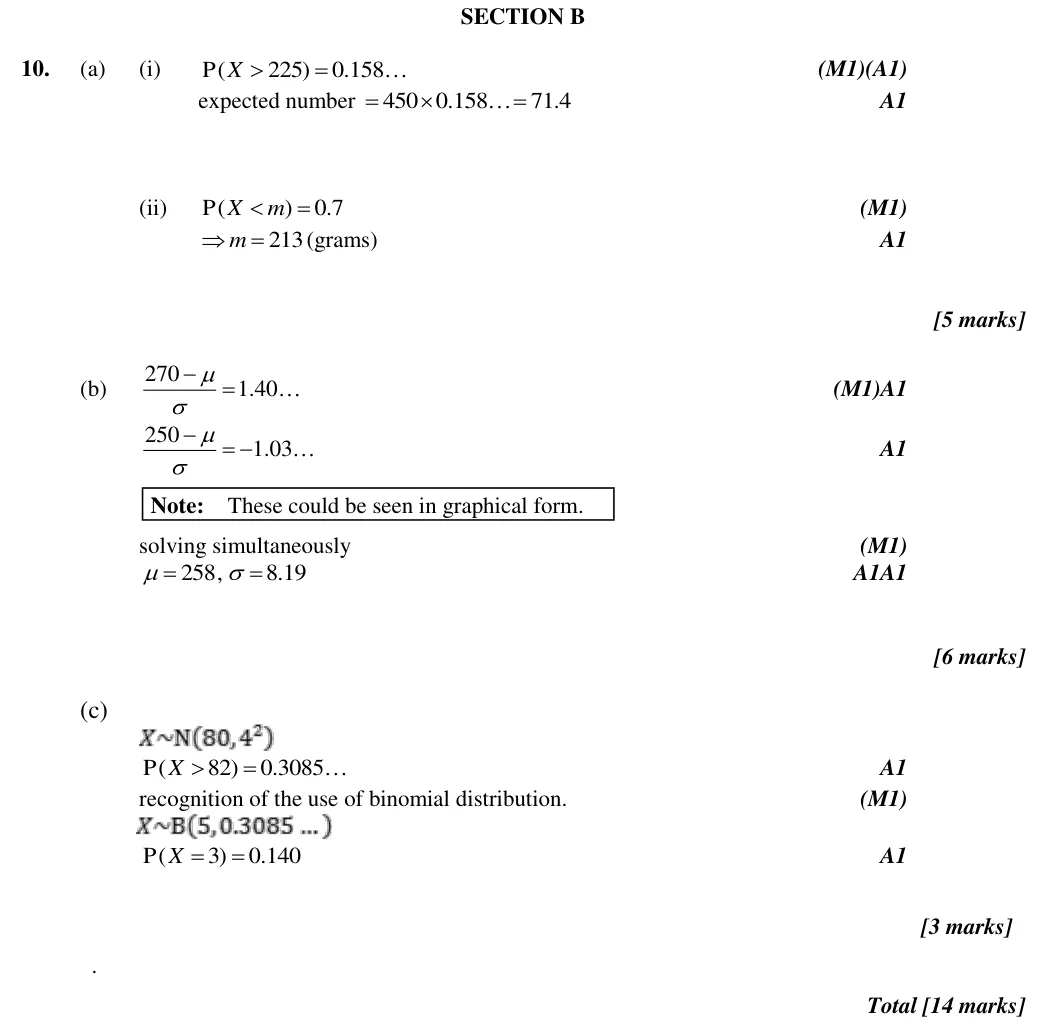 SECTION B
10. (a) (i) P(X > 225) = 0.158… (M1)(A1)
expected number = 450×0.158… = 71.4 A1
(ii) P(X < m) = 0.7 (M1)
⇒ m = 213 (grams) A1
[5 marks]
(b) (270 − μ)/σ = 1.40… (M1)A1
(250 − μ)/σ = −1.03… A1
Note: These could be seen in graphical form.
solving simultaneously (M1)
μ = 258, σ = 8.19 A1A1
[6 marks]
(c)
X~N(80,4²)
P(X > 82) = 0.3085… A1
recognition of the use of binomial distribution. (M1)
X~B(5,0.3085 …)
P(X = 3) = 0.140 A1
[3 marks]
.
Total [14 marks]